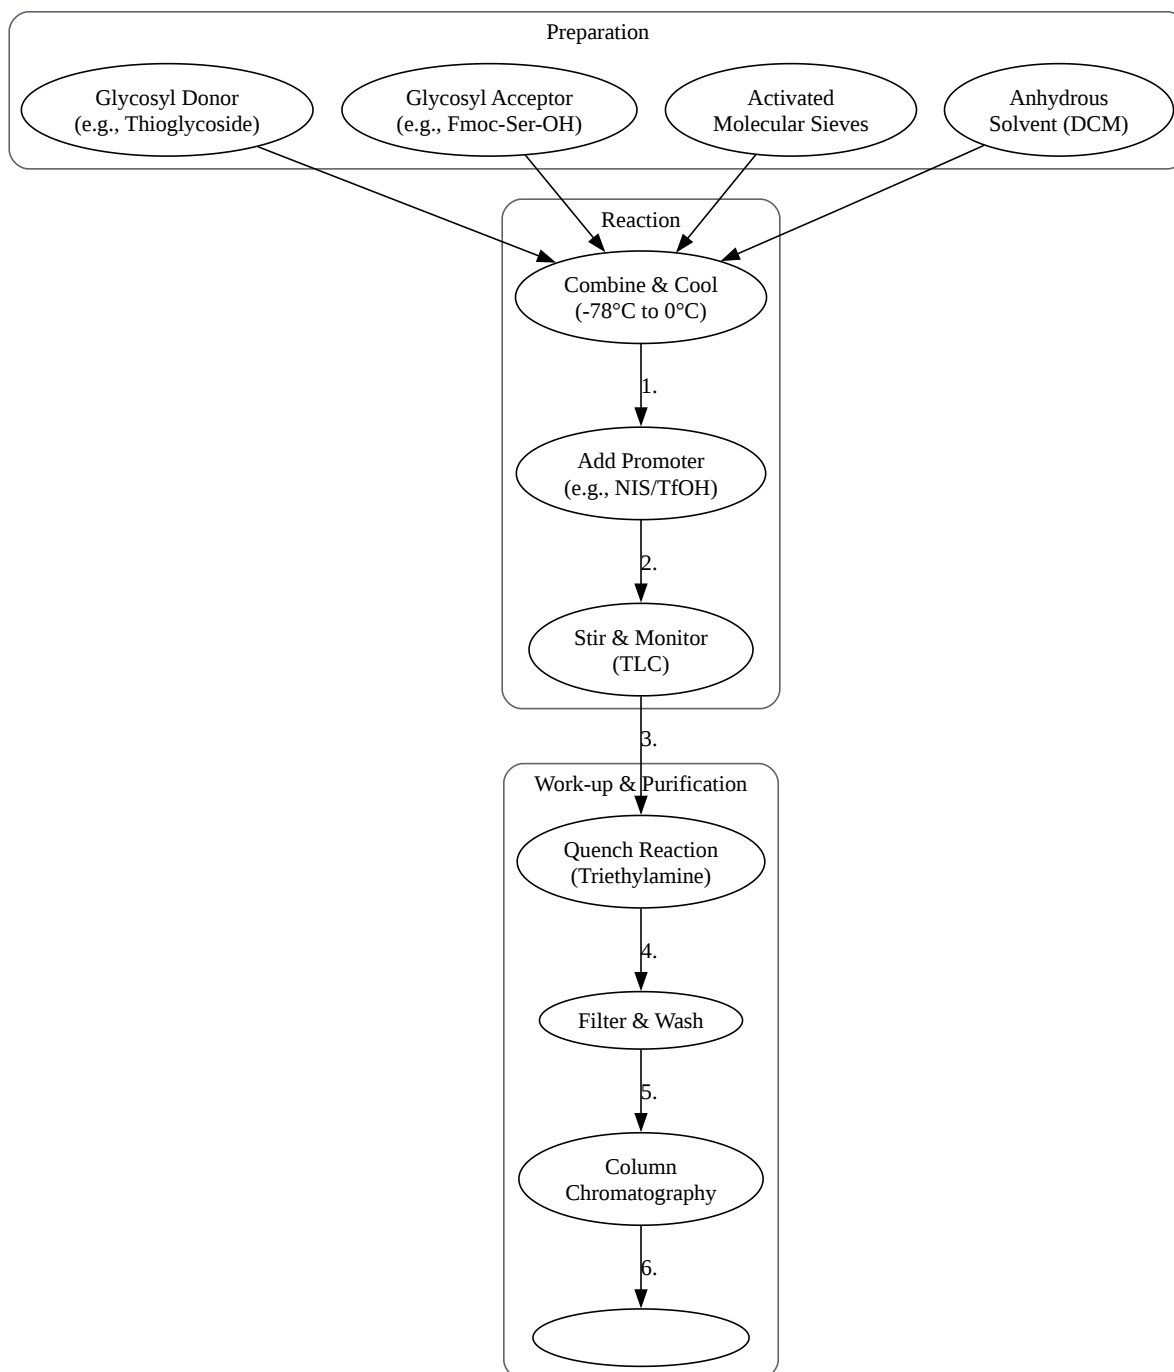 Preparation
Glycosyl Donor
(e.g., Thioglycoside)
Glycosyl Acceptor
(e.g., Fmoc-Ser-OH)
Activated
Molecular Sieves
Anhydrous
Solvent (DCM)
Reaction
Combine & Cool
(-78°C to 0°C)
1.
Add Promoter
(e.g., NIS/TfOH)
2.
Stir & Monitor
(TLC)
3.
Work-up & Purification
Quench Reaction
(Triethylamine)
4.
Filter & Wash
5.
Column
Chromatography
6.